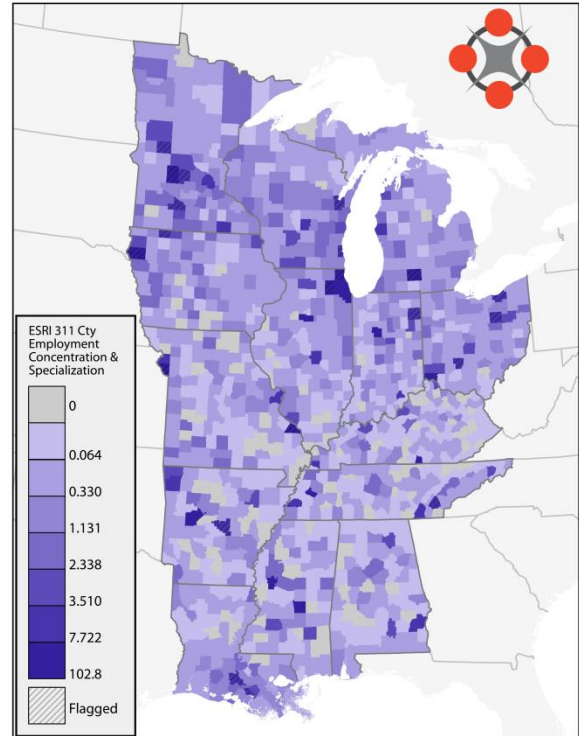 ESRI 311 Cty
Employment
Concentration &
Specialization
0
0.064
0.330
1.131
2.338
3.510
7.722
102.8
Flagged